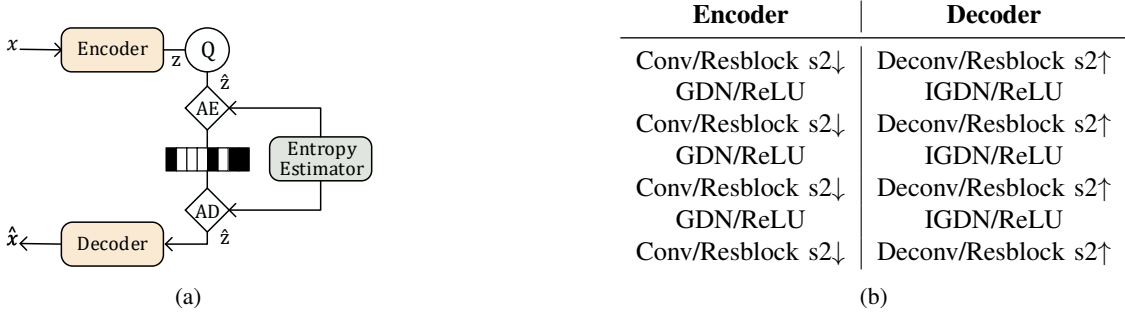 x
Encoder
z
Q
ẑ
AE
Entropy
Estimator
AD
ẑ
Decoder
x̂
(a)
Encoder Decoder
Conv/Resblock s2↓ Deconv/Resblock s2↑
GDN/ReLU IGDN/ReLU
Conv/Resblock s2↓ Deconv/Resblock s2↑
GDN/ReLU IGDN/ReLU
Conv/Resblock s2↓ Deconv/Resblock s2↑
GDN/ReLU IGDN/ReLU
Conv/Resblock s2↓ Deconv/Resblock s2↑
(b)